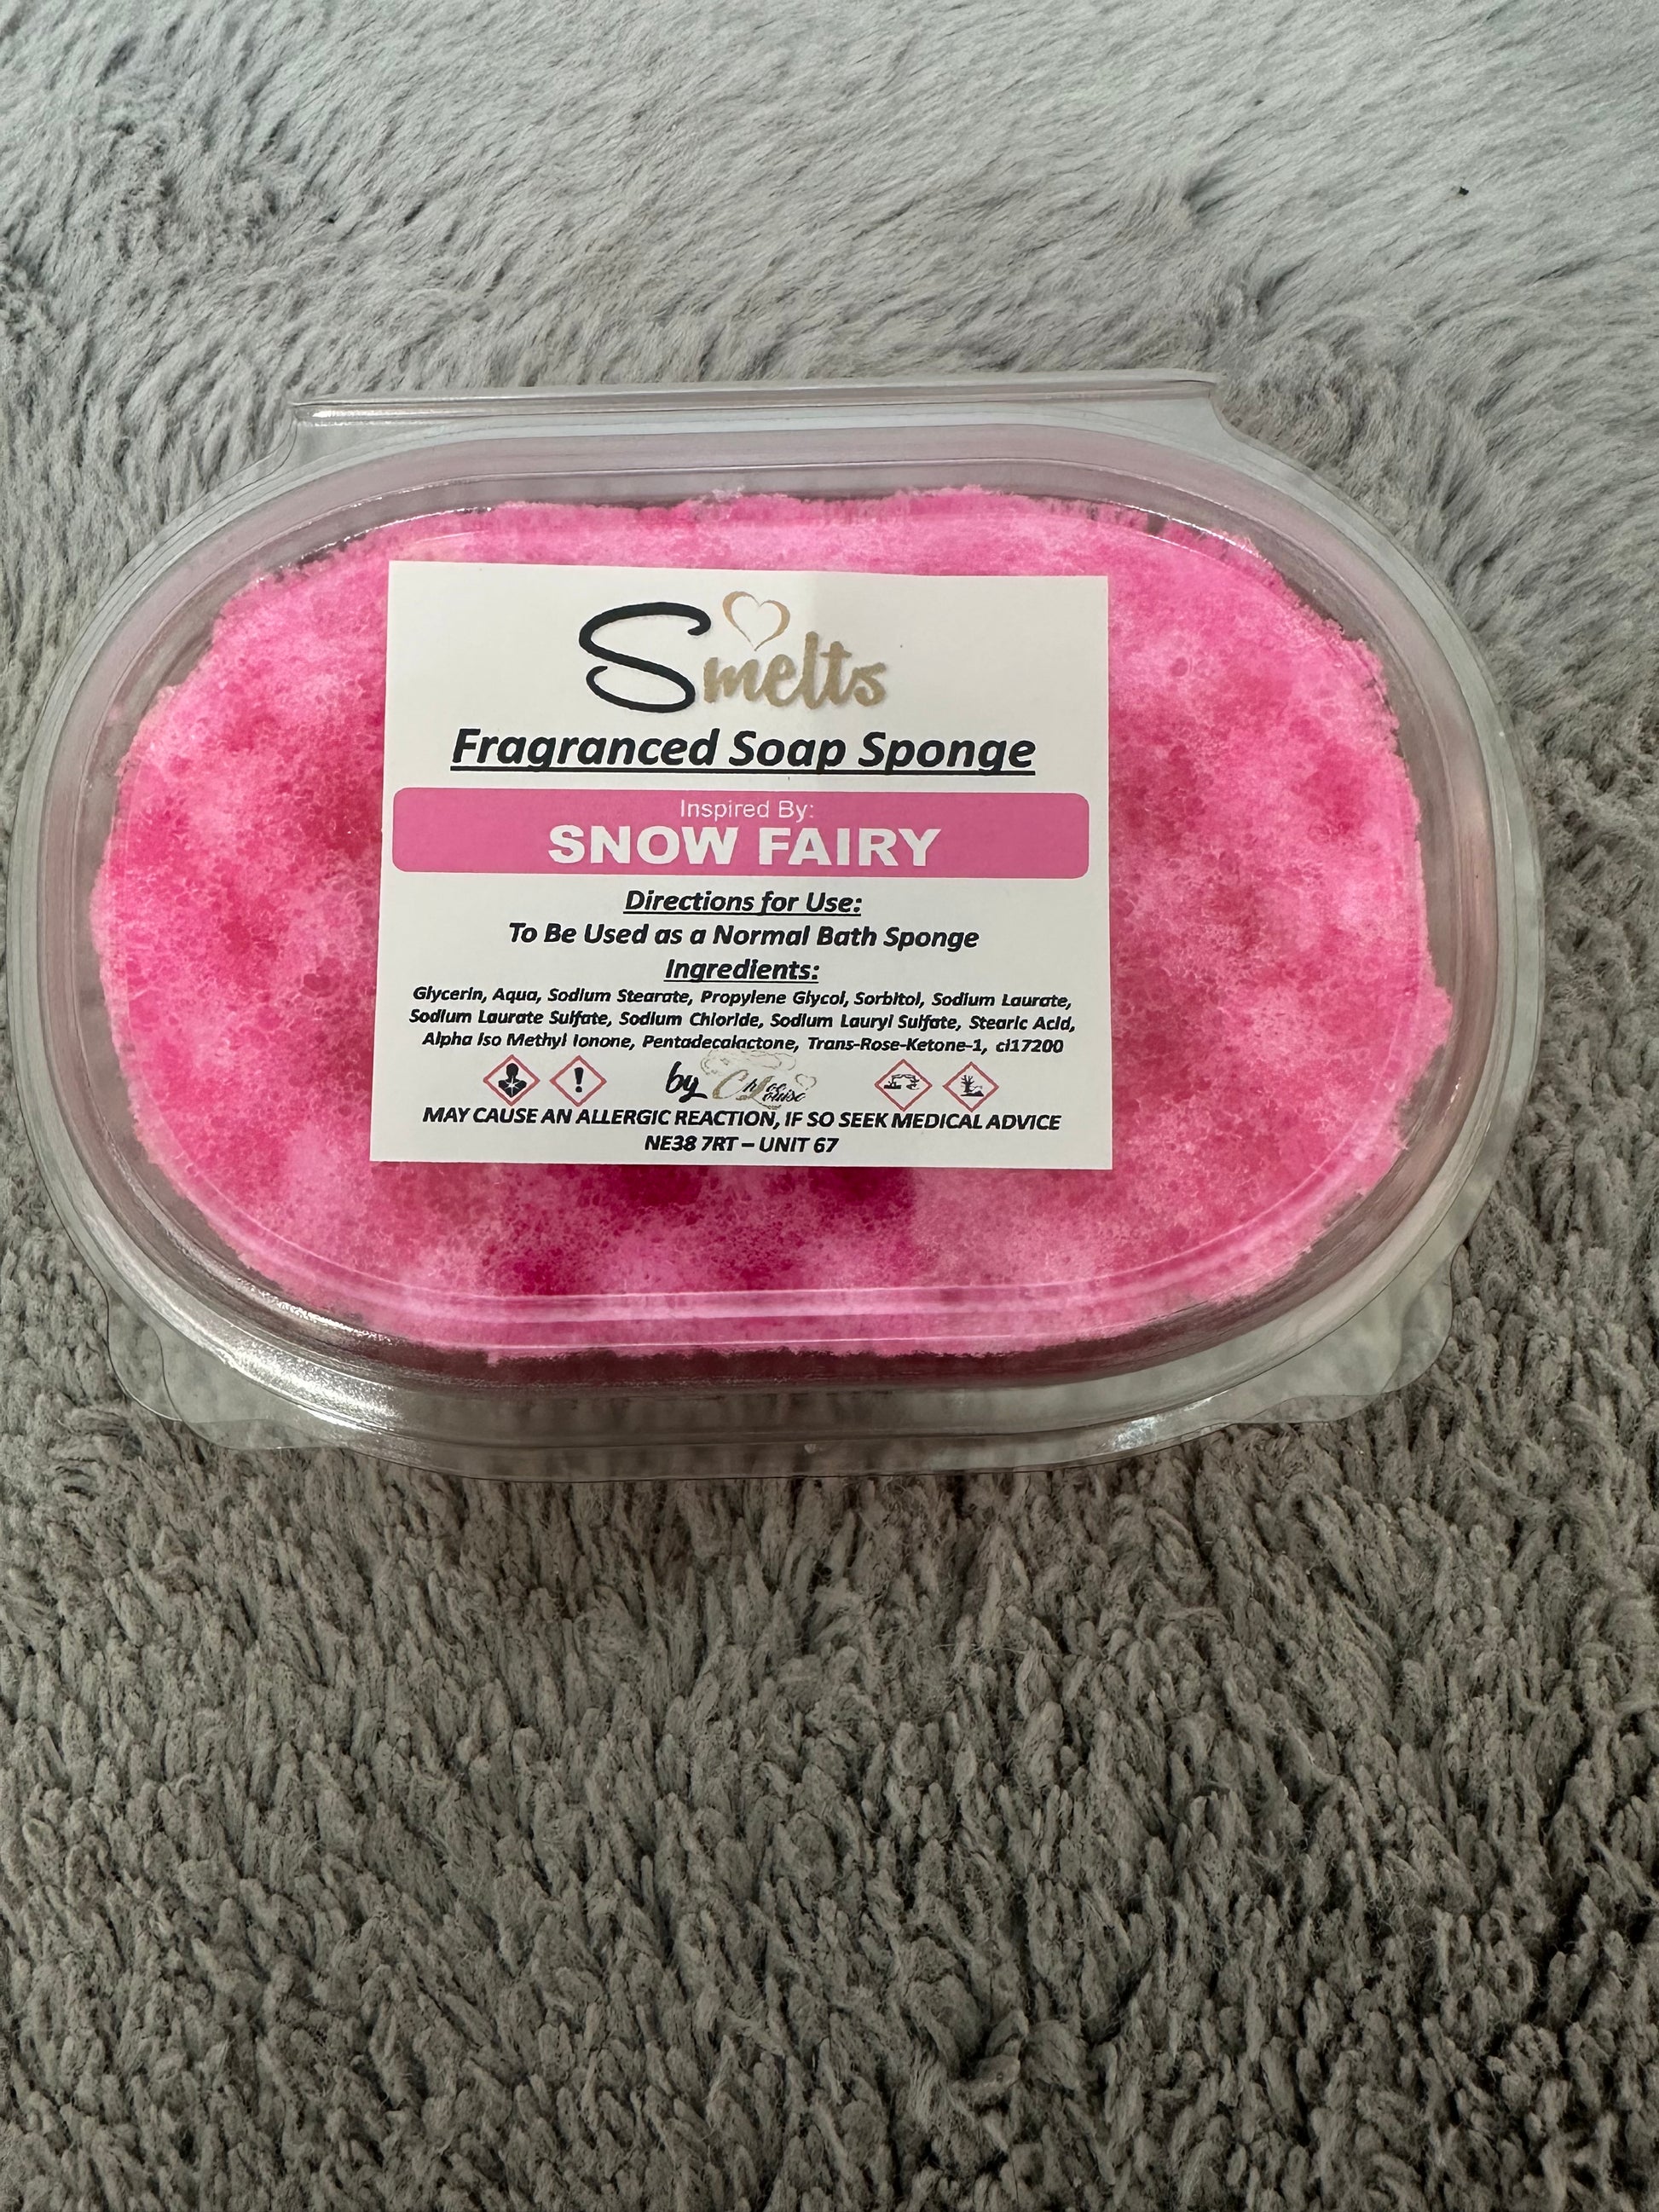 Smelts
Fragranced Soap Sponge
Inspired By:
SNOW FAIRY
Directions for Use:
To Be Used as a Normal Bath Sponge
Ingredients:
Glycerin, Aqua, Sodium Stearate, Propylene Glycol, Sorbitol, Sodium Laurate,
Sodium Laurate Sulfate, Sodium Chloride, Sodium Lauryl Sulfate, Stearic Acid,
Alpha Iso Methyl Ionone, Pentadecalactone, Trans-Rose-Ketone-1, ci17200
by Chloe Louise
MAY CAUSE AN ALLERGIC REACTION, IF SO SEEK MEDICAL ADVICE
NE38 7RT – UNIT 67